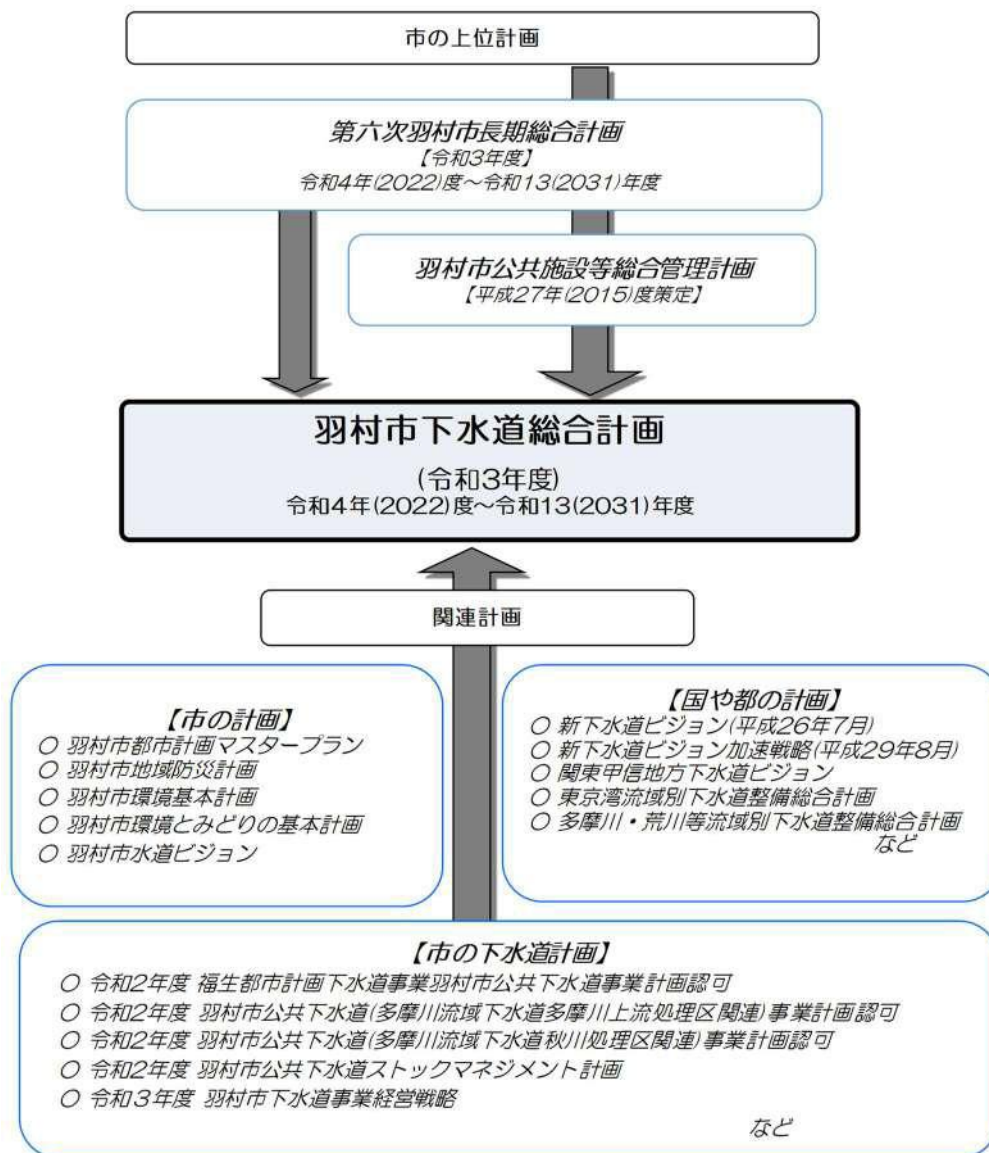 市の上位計画
第六次羽村市長期総合計画
【令和3年度】
令和4年(2022)度～令和13(2031)年度
羽村市公共施設等総合管理計画
【平成27年(2015)度策定】
羽村市下水道総合計画
(令和3年度)
令和4年(2022)度～令和13(2031)年度
関連計画
【市の計画】
○ 羽村市都市計画マスタープラン
○ 羽村市地域防災計画
○ 羽村市環境基本計画
○ 羽村市環境とみどりの基本計画
○ 羽村市水道ビジョン
【国や都の計画】
○ 新下水道ビジョン(平成26年7月)
○ 新下水道ビジョン加速戦略(平成29年8月)
○ 関東甲信地方下水道ビジョン
○ 東京湾流域別下水道整備総合計画
○ 多摩川・荒川等流域別下水道整備総合計画
など
【市の下水道計画】
○ 令和2年度 福生都市計画下水道事業羽村市公共下水道事業計画認可
○ 令和2年度 羽村市公共下水道(多摩川流域下水道多摩川上流処理区関連)事業計画認可
○ 令和2年度 羽村市公共下水道(多摩川流域下水道秋川処理区関連)事業計画認可
○ 令和2年度 羽村市公共下水道ストックマネジメント計画
○ 令和３年度 羽村市下水道事業経営戦略
など